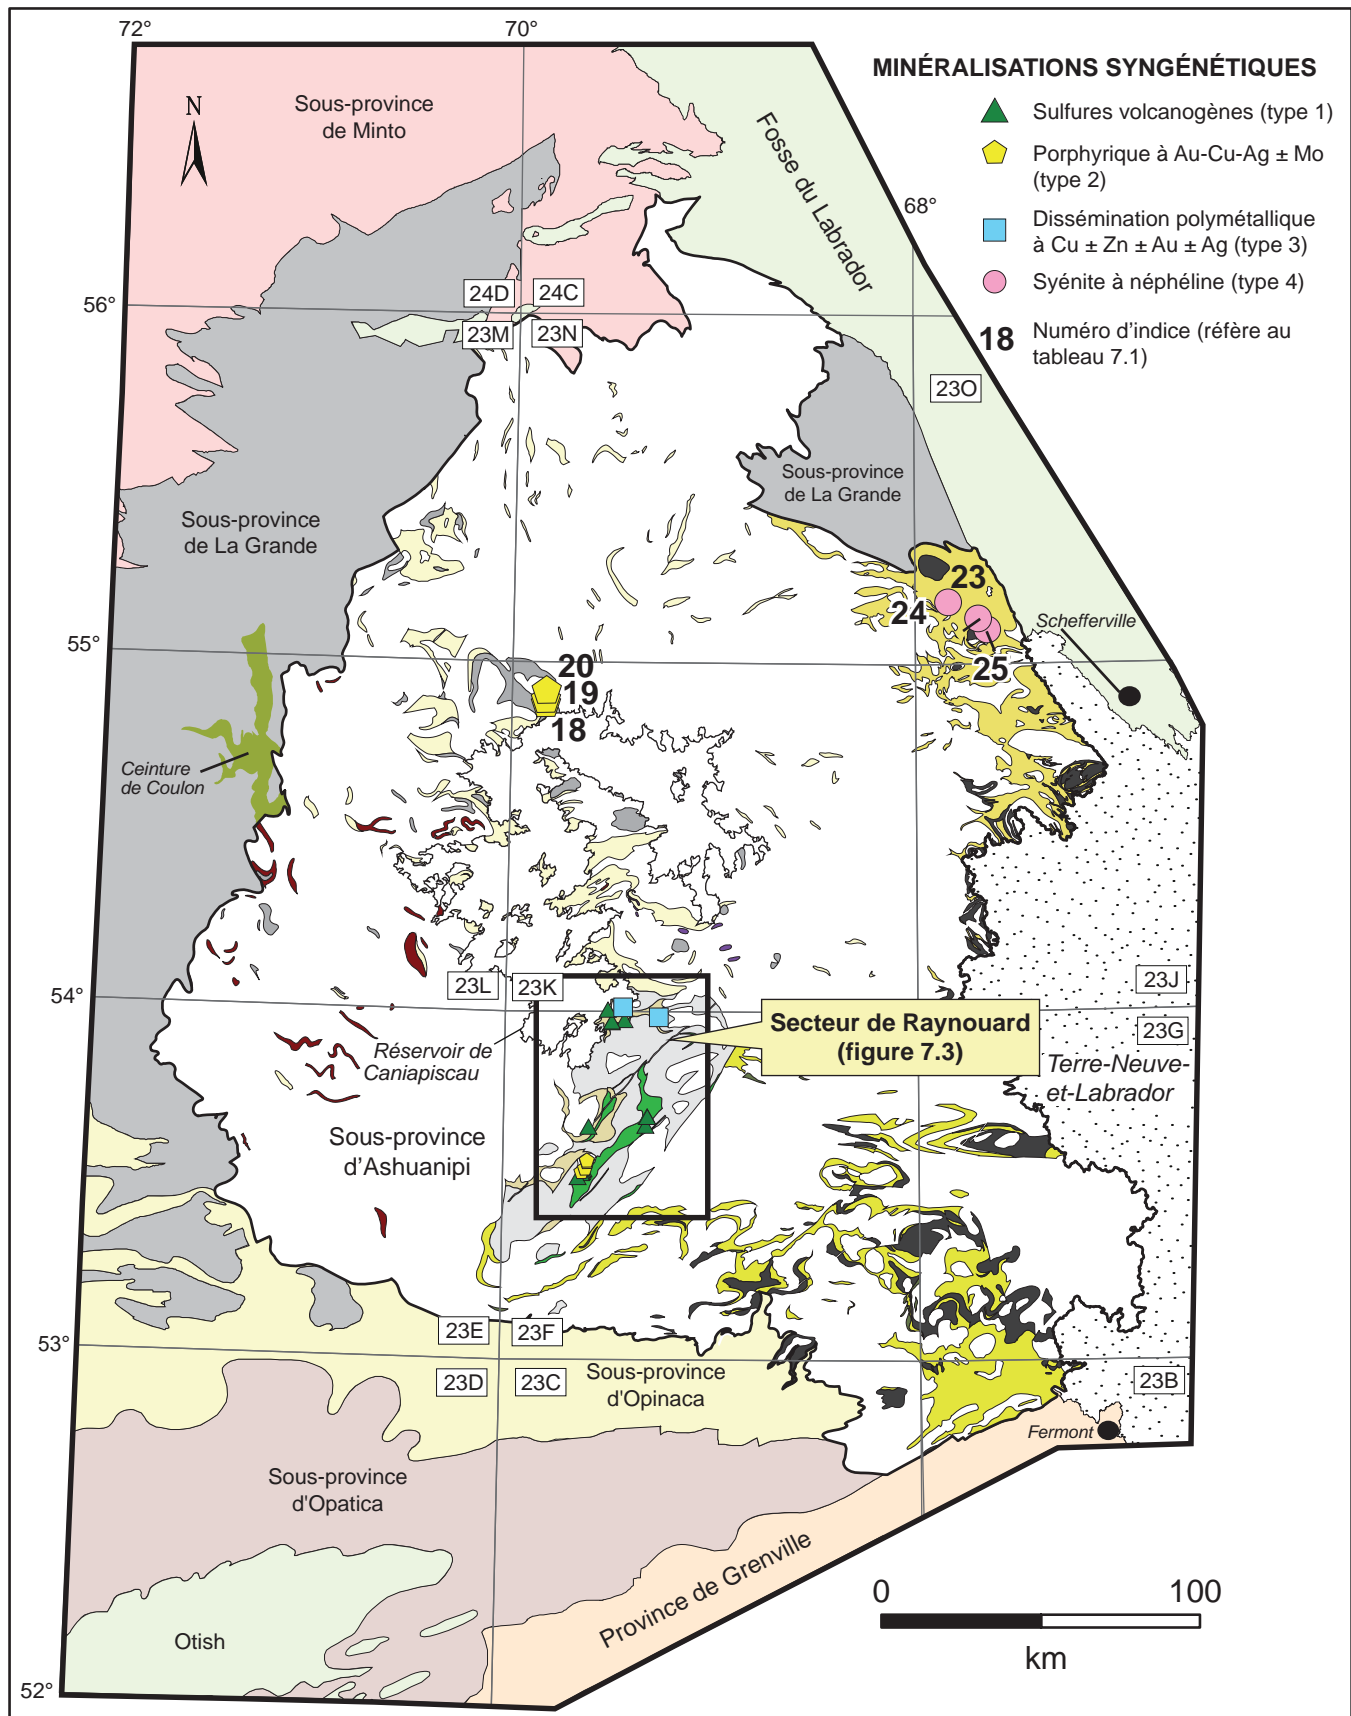 72°
70°
MINÉRALISATIONS SYNGÉNÉTIQUES
Sulfures volcanogènes (type 1)
Porphyrique à Au-Cu-Ag ± Mo
(type 2)
Dissémination polymétallique
à Cu ± Zn ± Au ± Ag (type 3)
Syénite à néphéline (type 4)
18
Numéro d'indice (réfère au
tableau 7.1)
N
Sous-province
de Minto
Fosse du Labrador
68°
56°
24D
24C
23M
23N
23O
Sous-province
de La Grande
Sous-province
de La Grande
23
24
25
Schefferville
55°
20
19
18
Ceinture
de Coulon
54°
23L
23K
23J
23G
Secteur de Raynouard
(figure 7.3)
Réservoir de
Caniapiscau
Terre-Neuve-
et-Labrador
Sous-province
d'Ashuanipi
53°
23E
23F
23D
23C
Sous-province
d'Opinaca
23B
Fermont
Sous-province
d'Opatica
Province de Grenville
Otish
0
100
km
52°